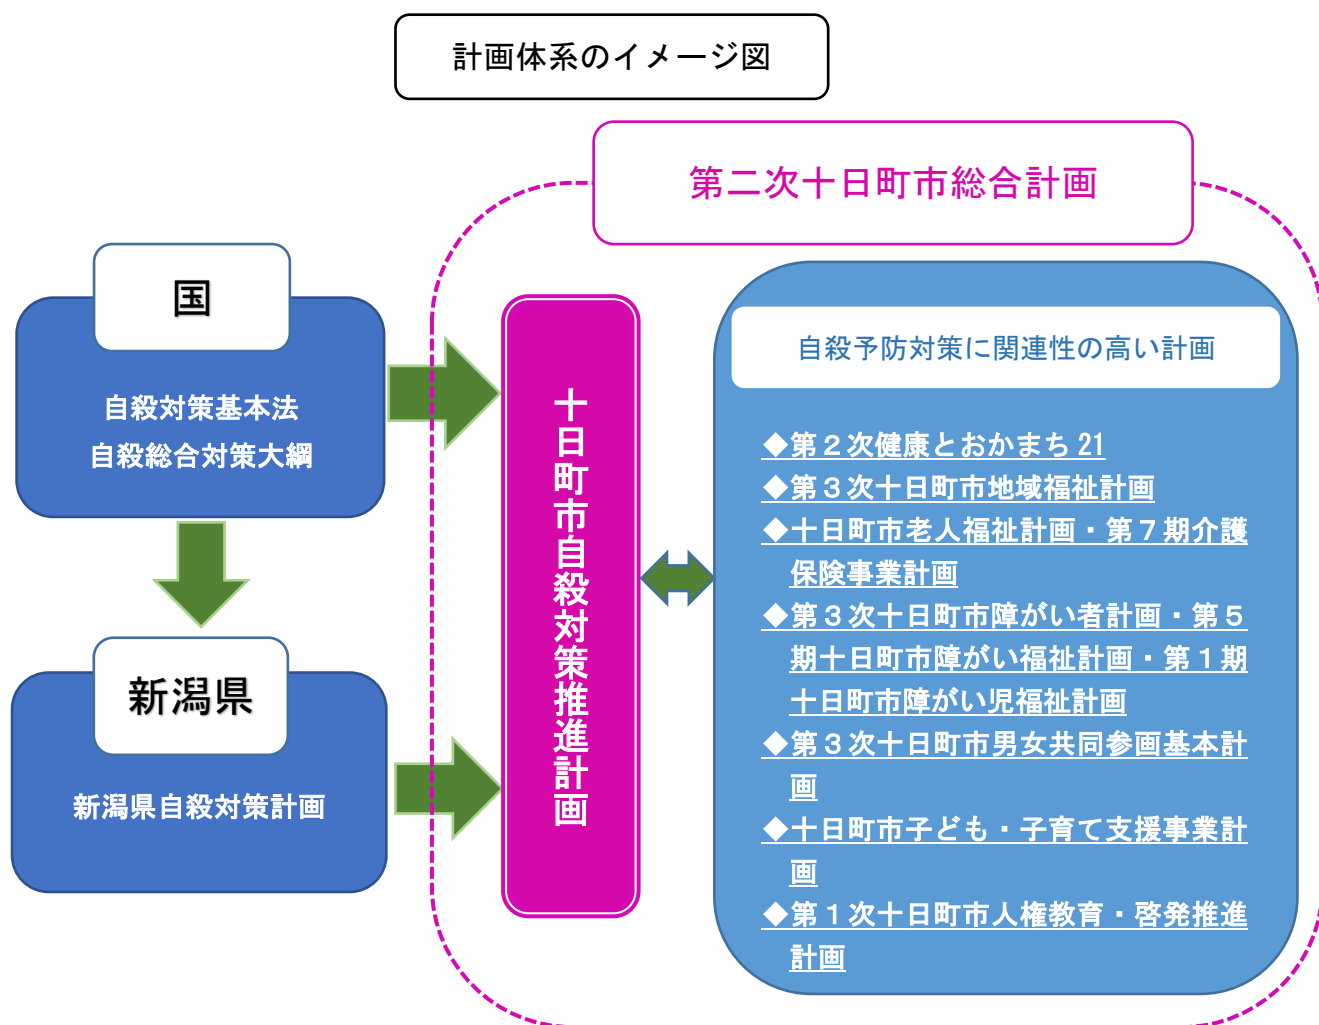 計画体系のイメージ図
第二次十日町市総合計画
国
自殺対策基本法
自殺総合対策大綱
新潟県
新潟県自殺対策計画
十日町市自殺対策推進計画
自殺予防対策に関連性の高い計画
◆第２次健康とおかまち 21
◆第３次十日町市地域福祉計画
◆十日町市老人福祉計画・第７期介護
保険事業計画
◆第３次十日町市障がい者計画・第５
期十日町市障がい福祉計画・第１期
十日町市障がい児福祉計画
◆第３次十日町市男女共同参画基本計
画
◆十日町市子ども・子育て支援事業計
画
◆第１次十日町市人権教育・啓発推進
計画